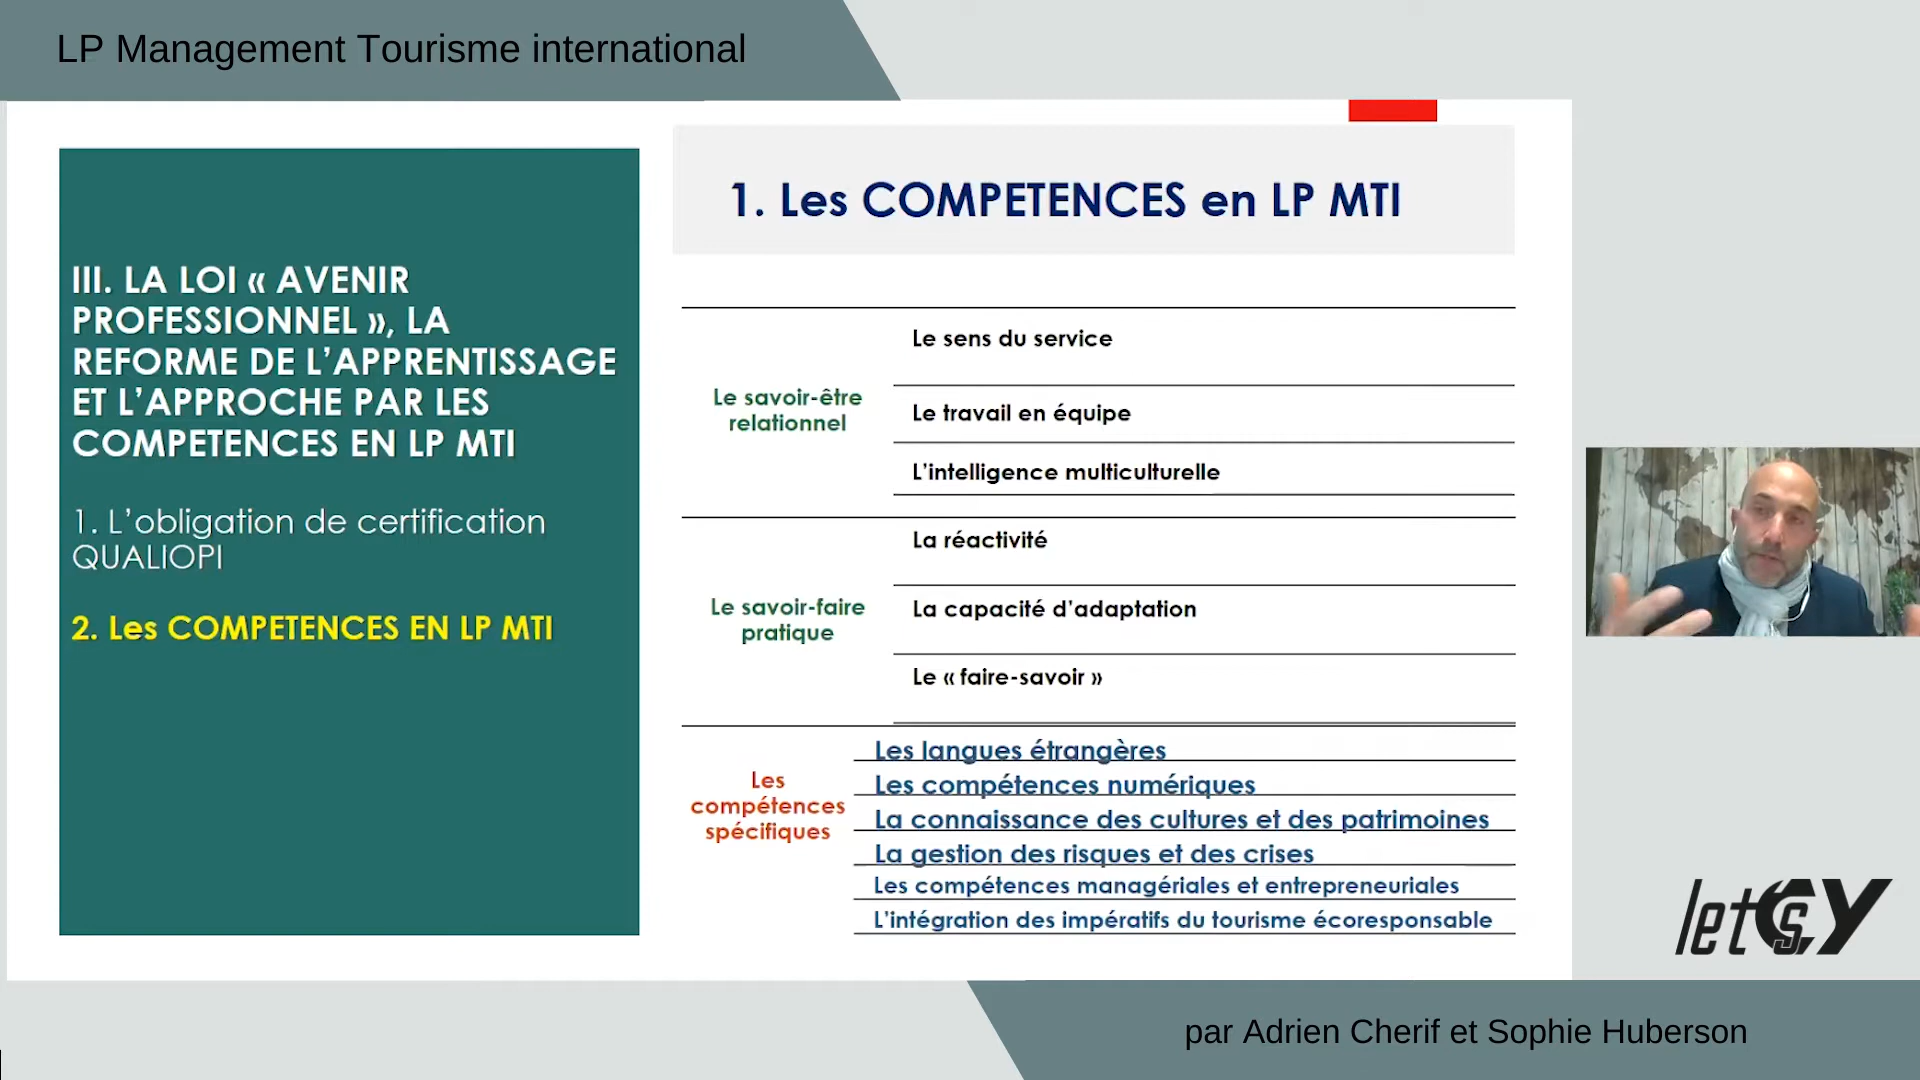 LP Management Tourisme international
III. LA LOI « AVENIR
PROFESSIONNEL », LA
REFORME DE L’APPRENTISSAGE
ET L’APPROCHE PAR LES
COMPETENCES EN LP MTI
1. L’obligation de certification
QUALIOPI
2. Les COMPETENCES EN LP MTI
1. Les COMPETENCES en LP MTI
Le savoir-être
relationnel
Le sens du service
Le travail en équipe
L’intelligence multiculturelle
Le savoir-faire
pratique
La réactivité
La capacité d’adaptation
Le « faire-savoir »
Les
compétences
spécifiques
Les langues étrangères
Les compétences numériques
La connaissance des cultures et des patrimoines
La gestion des risques et des crises
Les compétences managériales et entrepreneuriales
L’intégration des impératifs du tourisme écoresponsable
let's CY
par Adrien Cherif et Sophie Huberson